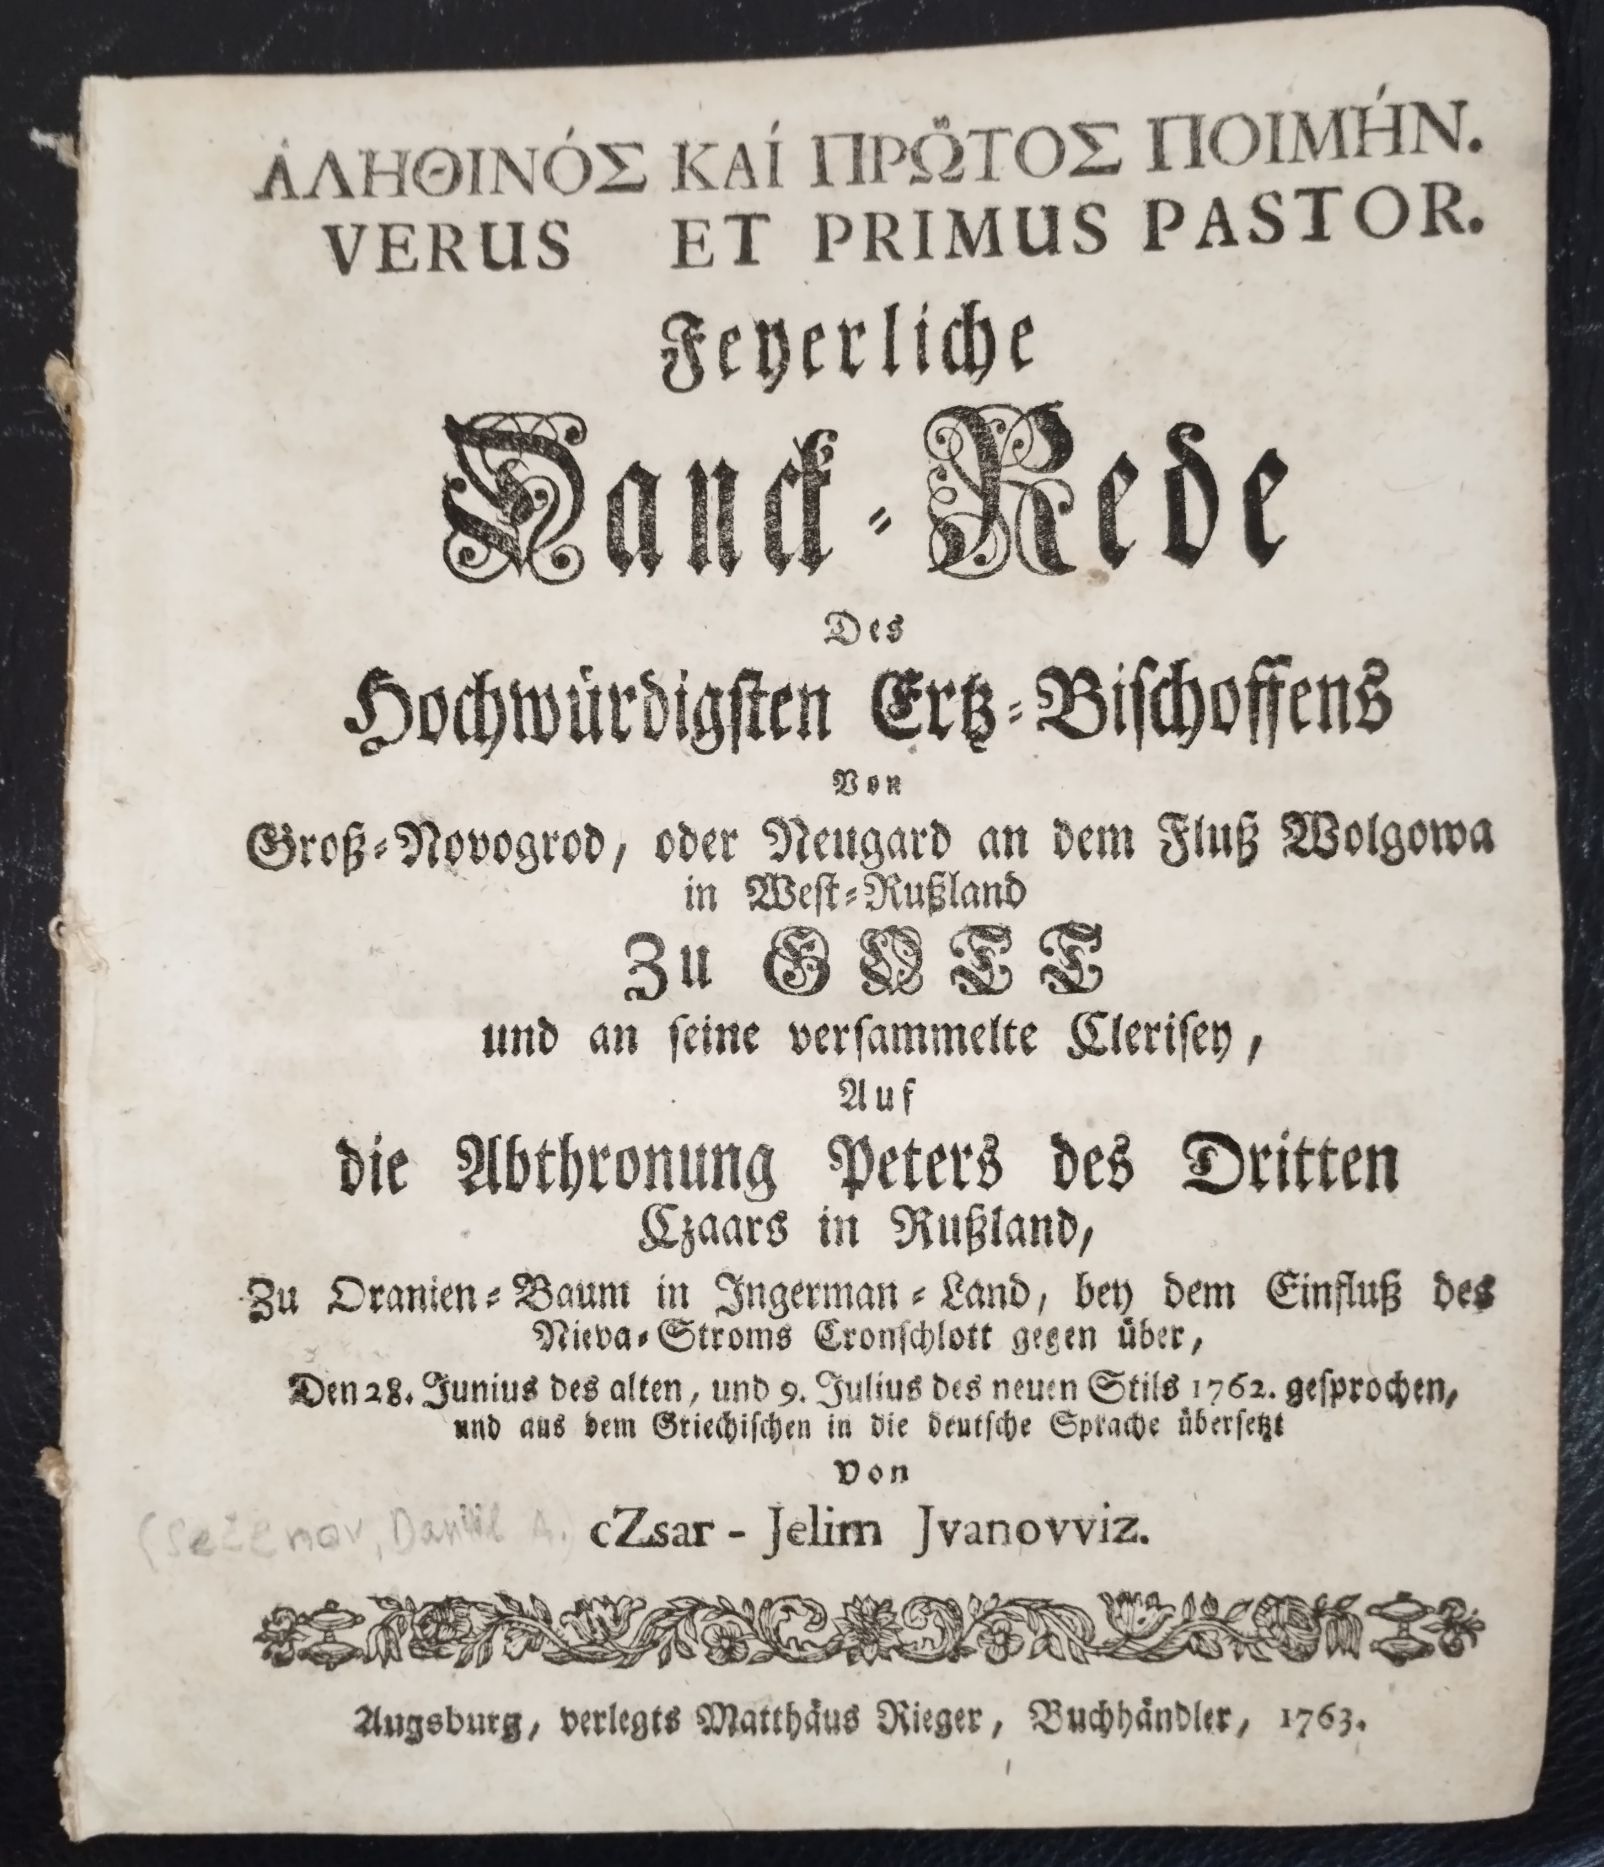 ἈΛΗΘΙΝΌΣ ΚΑΊ ΠΡΩ͂ΤΟΣ ΠΟΙΜΉΝ.
VERUS ET PRIMUS PASTOR.
Feyerliche
Danck-Rede
Des
Hochwürdigsten Ertz-Bischoffens
Von
Groß-Novogrod, oder Neugard an dem Fluß Wolgowa
in West-Rußland
Zu GOTT
und an seine versammelte Clerisey,
Auf
die Abthronung Peters des Dritten
Czaars in Rußland,
Zu Oranien-Baum in Ingerman-Land, bey dem Einfluß des
Nieva-Stroms Cronschlott gegen über,
Den 28. Junius des alten, und 9. Julius des neuen Stils 1762. gesprochen,
und aus dem Griechischen in die deutsche Sprache übersetzt
von
(Sečenov, Daniil A.) cZsar - Jelim Jvanovviz.
Augsburg, verlegts Matthäus Rieger, Buchhändler, 1763.